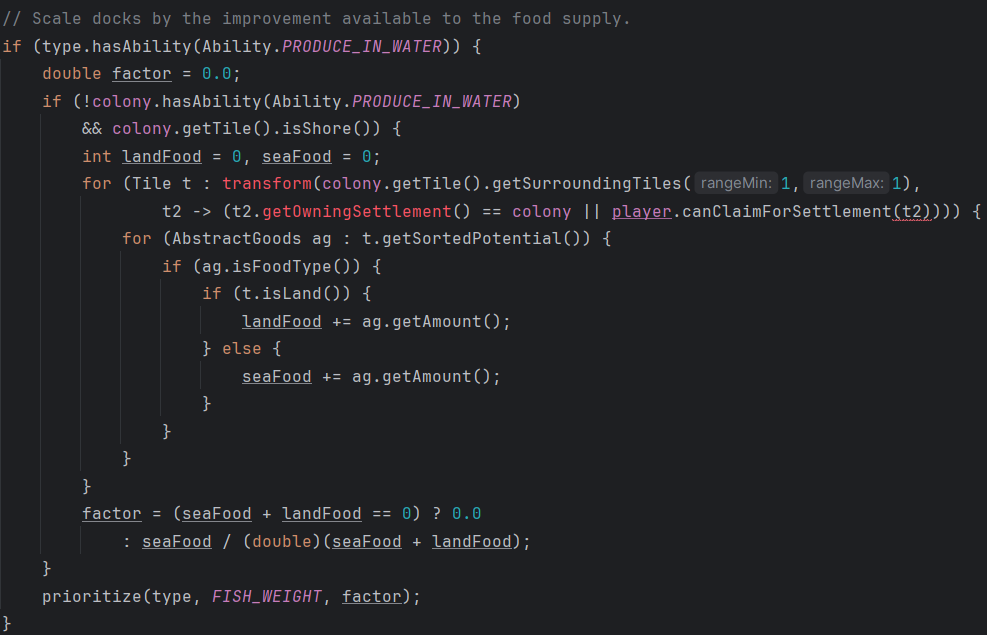 // Scale docks by the improvement available to the food supply.
if (type.hasAbility(Ability.PRODUCE_IN_WATER)) {
    double factor = 0.0;
    if (!colony.hasAbility(Ability.PRODUCE_IN_WATER)
        && colony.getTile().isShore()) {
        int landFood = 0, seaFood = 0;
        for (Tile t : transform(colony.getTile().getSurroundingTiles( rangeMin: 1, rangeMax: 1),
                t2 -> (t2.getOwningSettlement() == colony || player.canClaimForSettlement(t2)))) {
            for (AbstractGoods ag : t.getSortedPotential()) {
                if (ag.isFoodType()) {
                    if (t.isLand()) {
                        landFood += ag.getAmount();
                    } else {
                        seaFood += ag.getAmount();
                    }
                }
            }
        }
        factor = (seaFood + landFood == 0) ? 0.0
            : seaFood / (double)(seaFood + landFood);
    }
    prioritize(type, FISH_WEIGHT, factor);
}